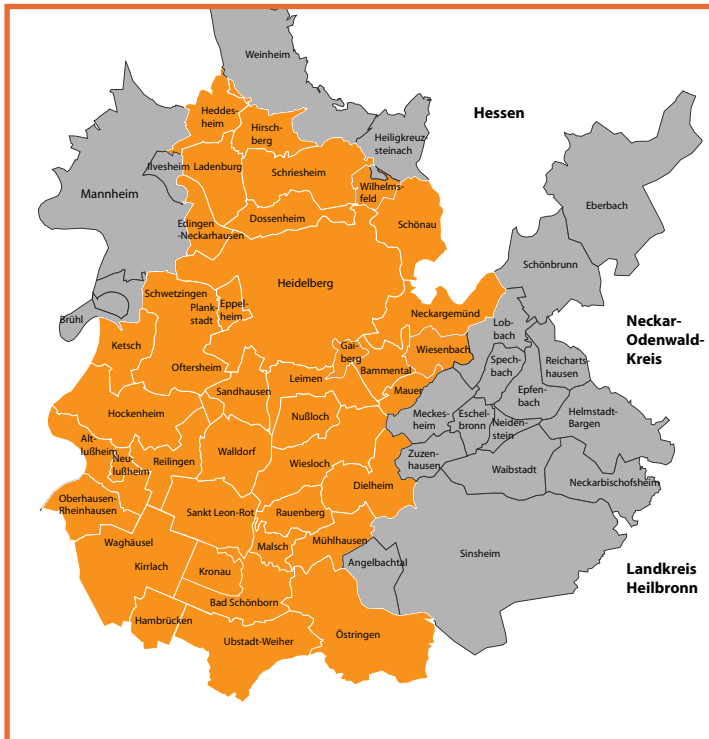 Weinheim
Hessen
Heddes-
heim
Hirsch-
berg
Heiligkreuz
steinach
Ilvesheim
Ladenburg
Schriesheim
Mannheim
Wilhelms-
feld
Eberbach
Dossenheim
Schönau
Edingen
-Neckarhausen
Schönbrunn
Heidelberg
Schwetzingen
Plank-
stadt
Eppel-
heim
Neckargemünd
Brühl
Neckar-
Odenwald-
Kreis
Lob-
bach
Ketsch
Gai-
berg
Wiesenbach
Spech-
bach
Reicharts-
hausen
Oftersheim
Bammental
Leimen
Sandhausen
Mauer
Epfen-
bach
Hockenheim
Nußloch
Meckes-
heim
Eschel-
bronn
Neiden-
stein
Helmstadt-
Bargen
Alt-
lußheim
Neu-
lußheim
Reilingen
Walldorf
Wiesloch
Zuzen-
hausen
Waibstadt
Neckarbischofsheim
Dielheim
Oberhausen-
Rheinhausen
Sankt Leon-Rot
Rauenberg
Waghäusel
Mühlhausen
Malsch
Sinsheim
Angelbachtal
Kirrlach
Kronau
Landkreis
Heilbronn
Bad Schönborn
Hambrücken
Östringen
Ubstadt-Weiher